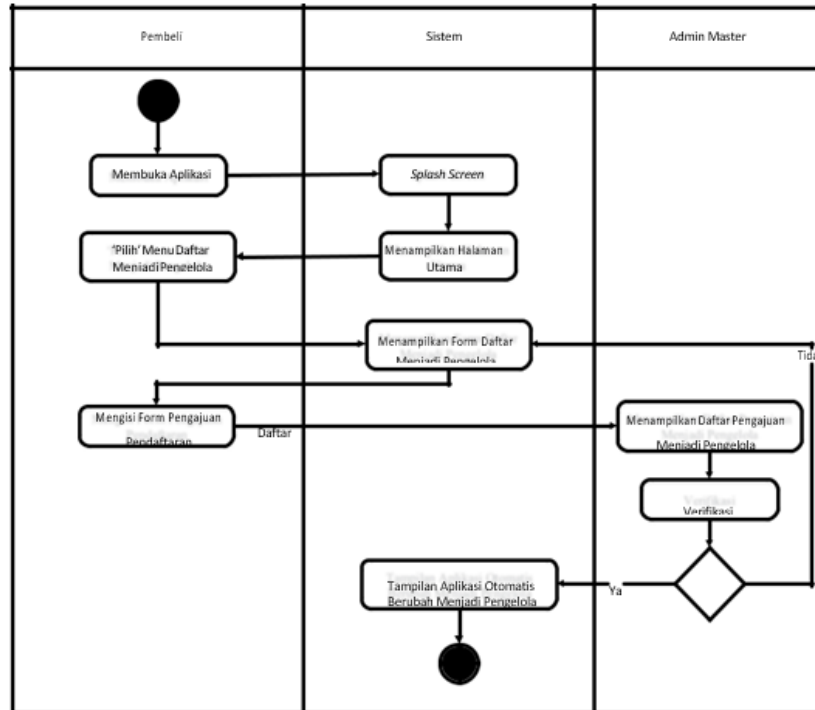 Pembeli
Sistem
Admin Master
Membuka Aplikasi
Splash Screen
'Pilih' Menu Daftar
Menjadi Pengelola
Menampilkan Halaman
Utama
Menampilkan Form Daftar
Menjadi Pengelola
Tida
Mengisi Form Pengajuan
Pendaftaran
Daftar
Menampilkan Daftar Pengajuan
Menjadi Pengelola
Verifikasi
Tampilan Aplikasi Otomatis
Berubah Menjadi Pengelola
Ya